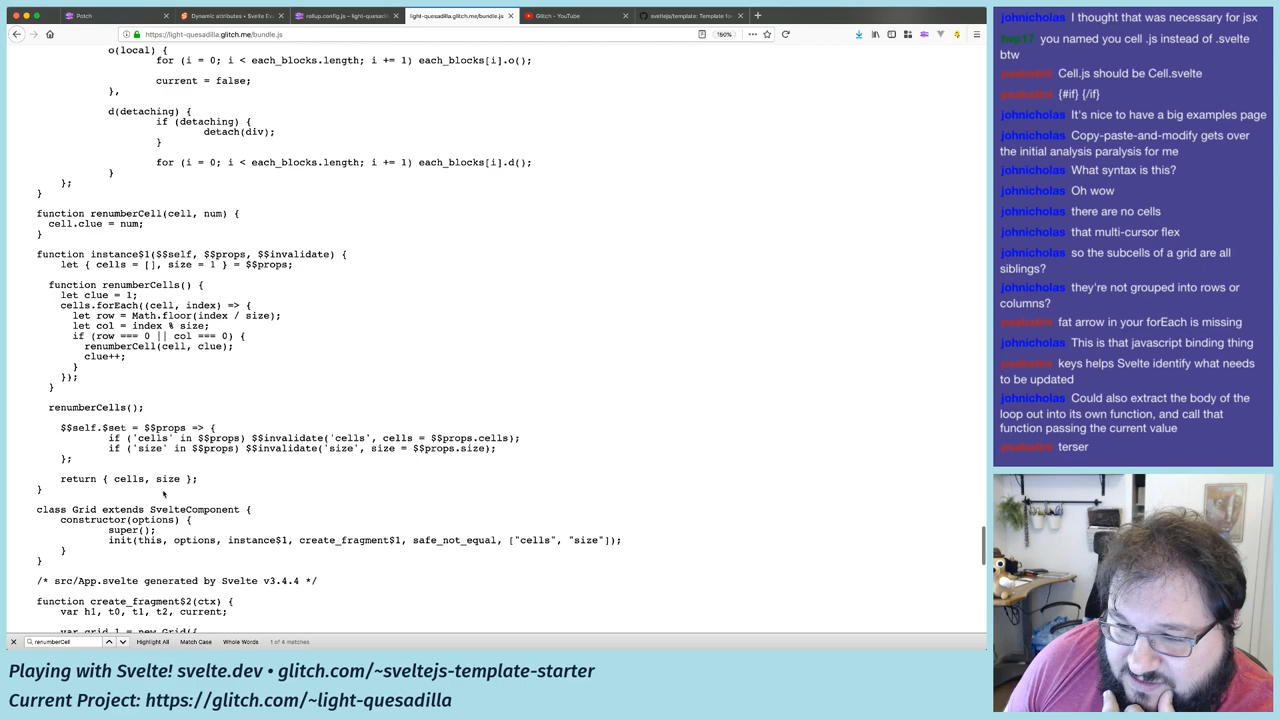 Potch
Dynamic attributes • Svelte Ex
rollup.config.js – light-quesadill
light-quesadilla.glitch.me/bundle.js
Glitch - YouTube
sveltejs/template: Template for
https://light-quesadilla.glitch.me/bundle.js
150%
o(local) {
for (i = 0; i < each_blocks.length; i += 1) each_blocks[i].o();
current = false;
},
d(detaching) {
if (detaching) {
detach(div);
}
for (i = 0; i < each_blocks.length; i += 1) each_blocks[i].d();
}
};
}
function renumberCell(cell, num) {
cell.clue = num;
}
function instance$1($$self, $$props, $$invalidate) {
let { cells = [], size = 1 } = $$props;
function renumberCells() {
let clue = 1;
cells.forEach((cell, index) => {
let row = Math.floor(index / size);
let col = index % size;
if (row === 0 || col === 0) {
renumberCell(cell, clue);
clue++;
}
});
}
renumberCells();
$$self.$set = $$props => {
if ('cells' in $$props) $$invalidate('cells', cells = $$props.cells);
if ('size' in $$props) $$invalidate('size', size = $$props.size);
};
return { cells, size };
}
class Grid extends SvelteComponent {
constructor(options) {
super();
init(this, options, instance$1, create_fragment$1, safe_not_equal, ["cells", "size"]);
}
}
/* src/App.svelte generated by Svelte v3.4.4 */
function create_fragment$2(ctx) {
var h1, t0, t1, t2, current;
var grid_1 = new Grid({
renumberCell
Highlight All
Match Case
Whole Words
1 of 4 matches
johnicholas I thought that was necessary for jsx
you named you cell .js instead of .svelte
btw
Cell.js should be Cell.svelte
{#if} {/if}
johnicholas It's nice to have a big examples page
johnicholas Copy-paste-and-modify gets over
the initial analysis paralysis for me
johnicholas What syntax is this?
johnicholas Oh wow
johnicholas there are no cells
johnicholas that multi-cursor flex
johnicholas so the subcells of a grid are all
siblings?
johnicholas they're not grouped into rows or
columns?
fat arrow in your forEach is missing
johnicholas This is that javascript binding thing
keys helps Svelte identify what needs
to be updated
johnicholas Could also extract the body of the
loop out into its own function, and call that
function passing the current value
terser
Playing with Svelte! svelte.dev • glitch.com/~sveltejs-template-starter
Current Project: https://glitch.com/~light-quesadilla